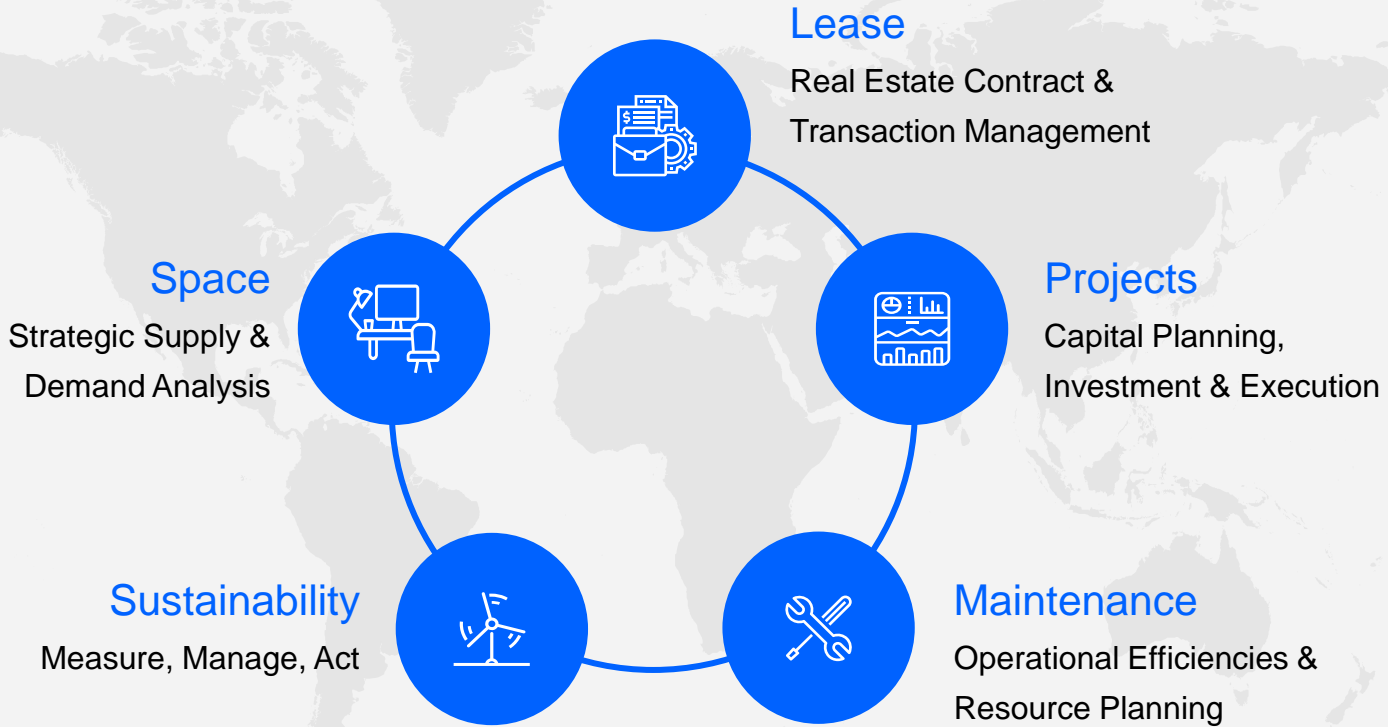 Lease
Real Estate Contract &
Transaction Management
Space
Strategic Supply &
Demand Analysis
Projects
Capital Planning,
Investment & Execution
Sustainability
Measure, Manage, Act
Maintenance
Operational Efficiencies &
Resource Planning
$